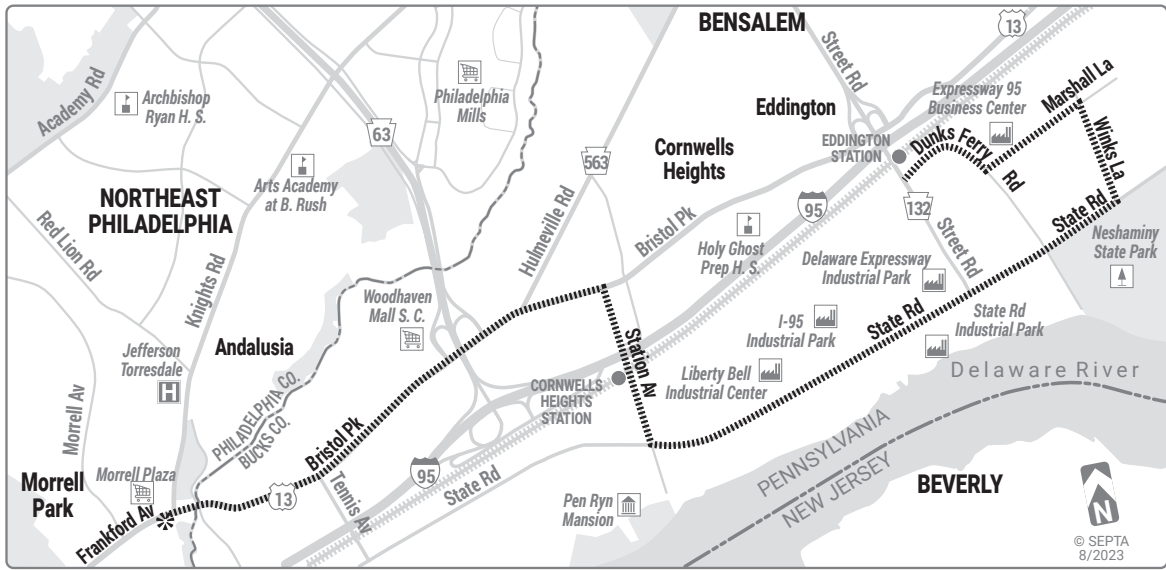 BENSALEM
13
Academy Rd
Archbishop
Ryan H. S.
Philadelphia
Mills
63
Street Rd
Eddington
Expressway 95
Business Center
Marshall La
EDDINGTON
STATION
Dunks Ferry
Rd
Winks La
Cornwells
Heights
563
Arts Academy
at B. Rush
NORTHEAST
PHILADELPHIA
Red Lion Rd
Knights Rd
Hulmeville Rd
Bristol Pk
95
132
Street Rd
State Rd
Holy Ghost
Prep H. S.
Delaware Expressway
Industrial Park
Neshaminy
State Park
Woodhaven
Mall S. C.
I-95
Industrial Park
State Rd
State Rd
Industrial Park
Andalusia
Jefferson
Torresdale
H
Station Av
Liberty Bell
Industrial Center
Delaware River
CORNWELLS
HEIGHTS
STATION
Morrell Av
PHILADELPHIA CO.
BUCKS CO.
Bristol Pk
Morrell
Park
Morrell Plaza
13
Tennis Av
95
State Rd
Pen Ryn
Mansion
PENNSYLVANIA
NEW JERSEY
BEVERLY
Frankford Av
N
© SEPTA
8/2023